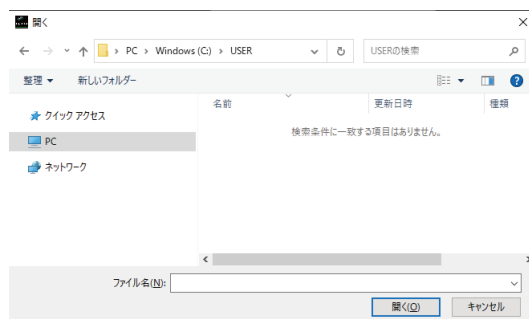 開く
PC › Windows (C:) › USER
USERの検索
整理 新しいフォルダー
名前 更新日時 種類
検索条件に一致する項目はありません。
クイック アクセス
PC
ネットワーク
ファイル名(N):
開く(O) キャンセル